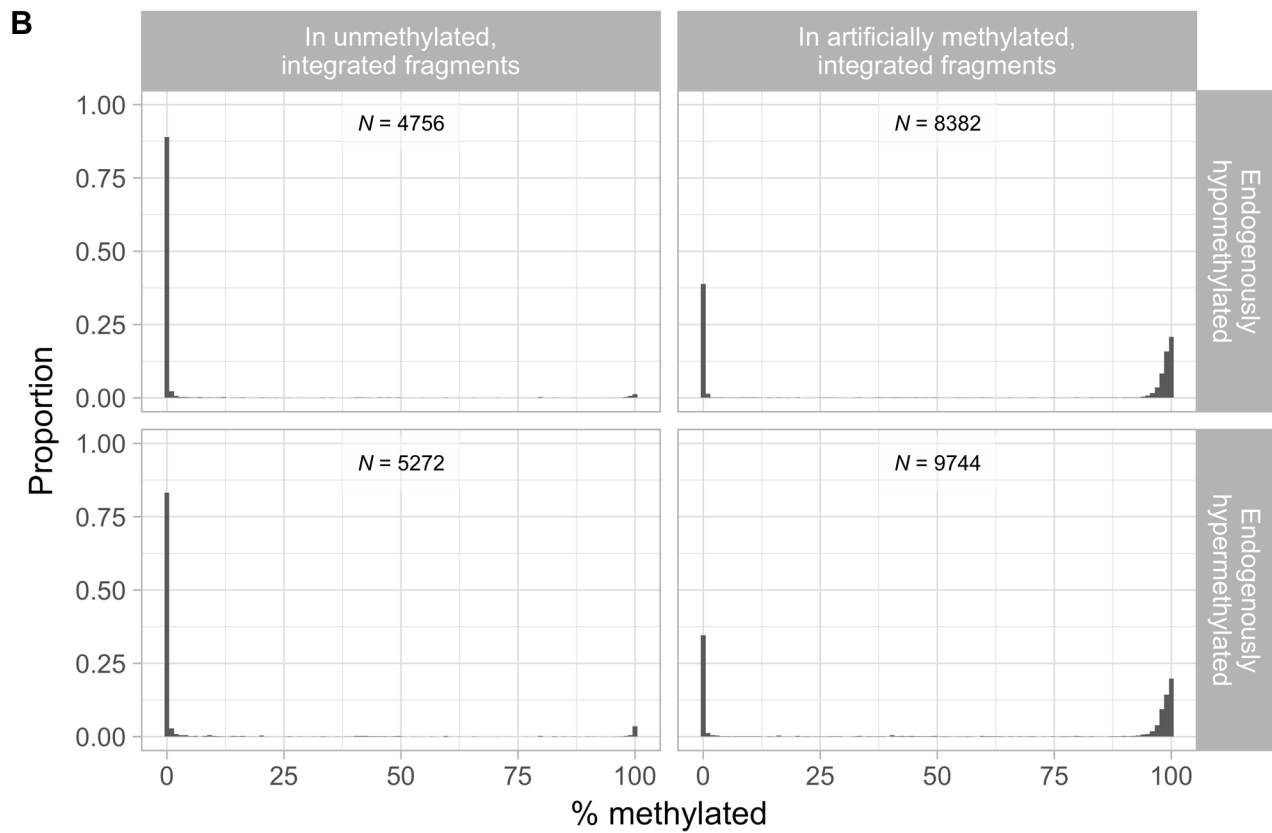 B
In unmethylated,
integrated fragments
In artificially methylated,
integrated fragments
Proportion
1.00
0.75
0.50
0.25
0.00
N = 4756
N = 8382
Endogenously
hypomethylated
1.00
0.75
0.50
0.25
0.00
N = 5272
N = 9744
Endogenously
hypermethylated
0 25 50 75 100
0 25 50 75 100
% methylated